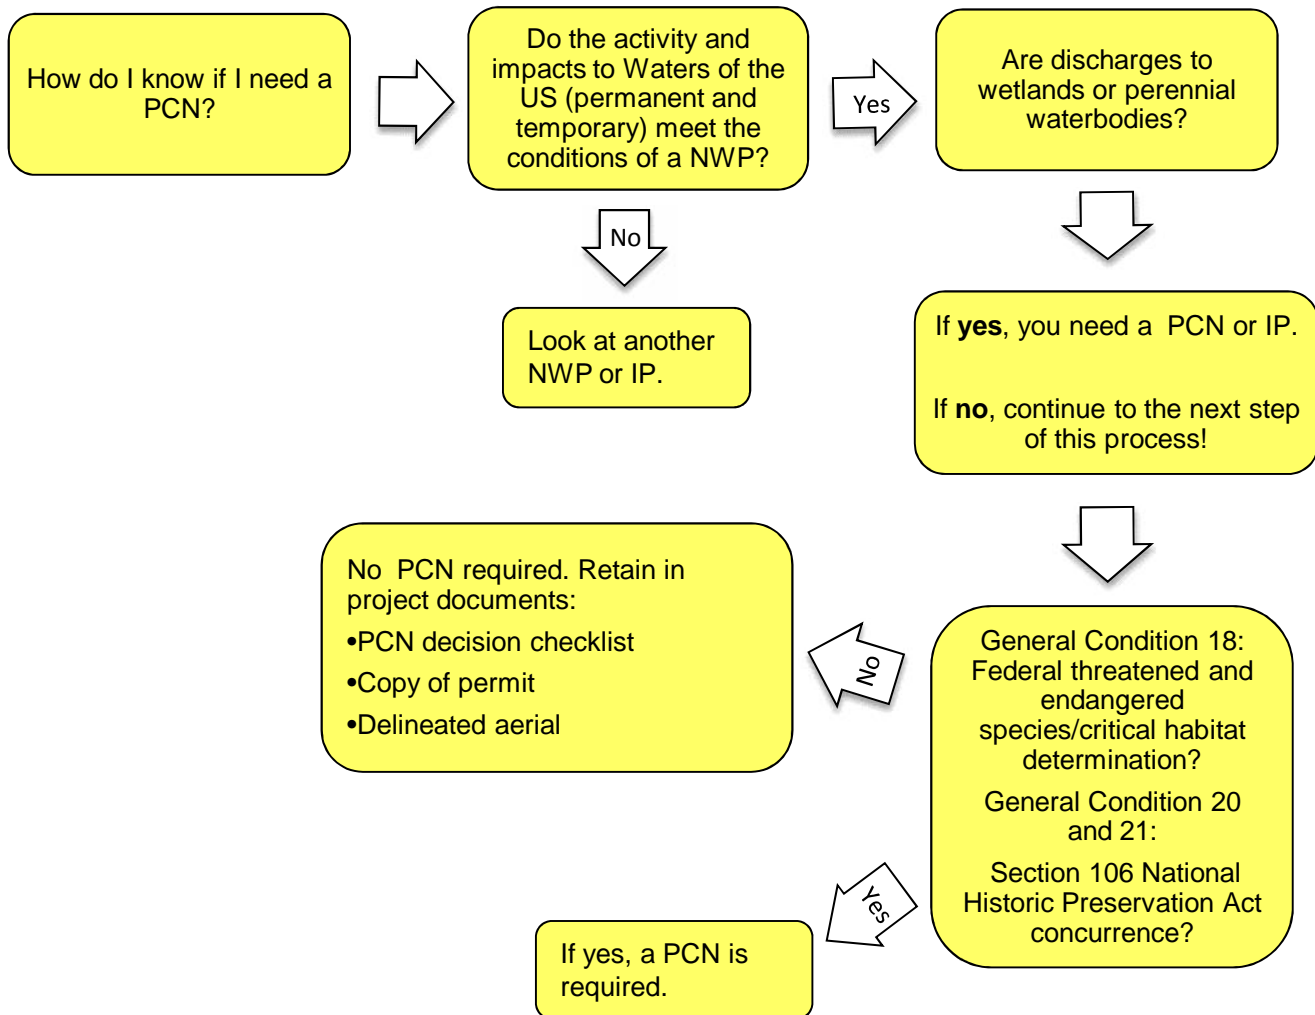 How do I know if I need a
PCN?
Do the activity and
impacts to Waters of the
US (permanent and
temporary) meet the
conditions of a NWP?
Yes
Are discharges to
wetlands or perennial
waterbodies?
No
Look at another
NWP or IP.
If yes, you need a PCN or IP.
If no, continue to the next step
of this process!
General Condition 18:
Federal threatened and
endangered
species/critical habitat
determination?
General Condition 20
and 21:
Section 106 National
Historic Preservation Act
concurrence?
No
No PCN required. Retain in
project documents:
•PCN decision checklist
•Copy of permit
•Delineated aerial
Yes
If yes, a PCN is
required.